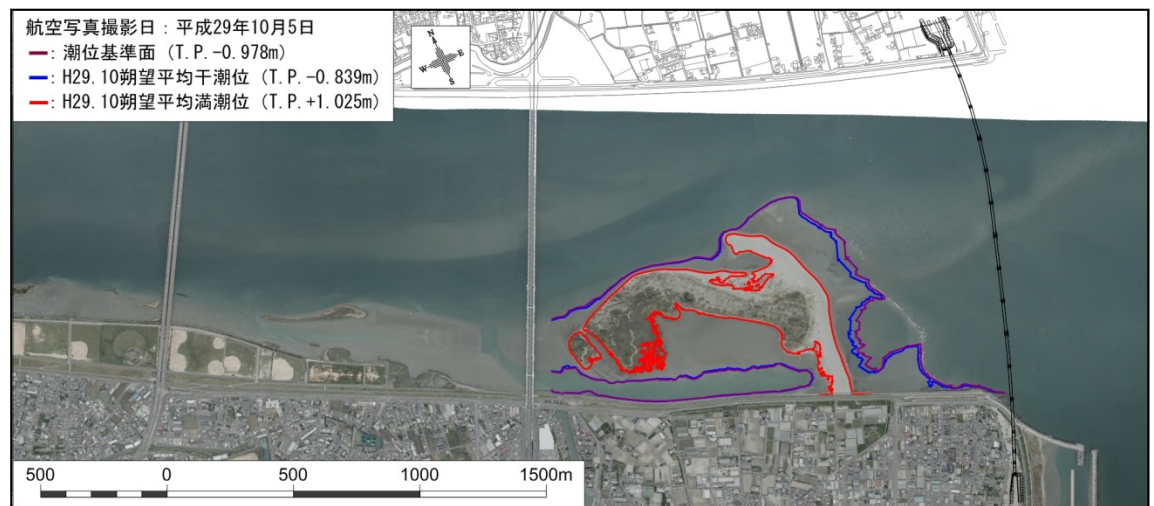 航空写真撮影日：平成29年10月5日
：潮位基準面（T.P.-0.978m）
：H29.10朔望平均干潮位（T.P.-0.839m）
：H29.10朔望平均満潮位（T.P.+1.025m）
N
E
W
S
500 0 500 1000 1500m